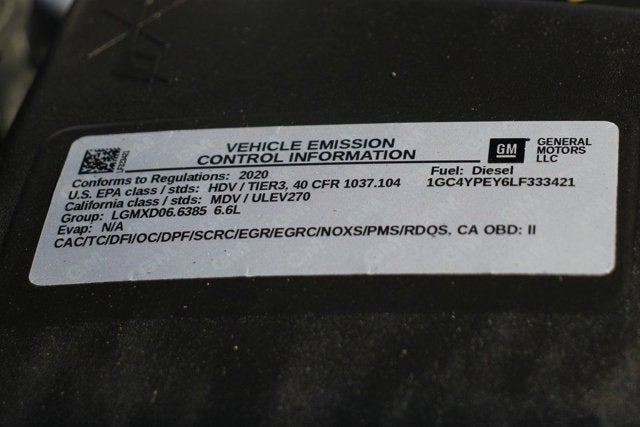 VEHICLE EMISSION
CONTROL INFORMATION
GM
GENERAL
MOTORS
LLC
Conforms to Regulations: 2020
Fuel: Diesel
U.S. EPA class / stds: HDV / TIER3, 40 CFR 1037.104
1GC4YPEY6LF333421
California class / stds: MDV / ULEV270
Group: LGMXD06.6385 6.6L
Evap: N/A
CAC/TC/DFI/OC/DPF/SCRC/EGR/EGRC/NOXS/PMS/RDQS. CA OBD: II